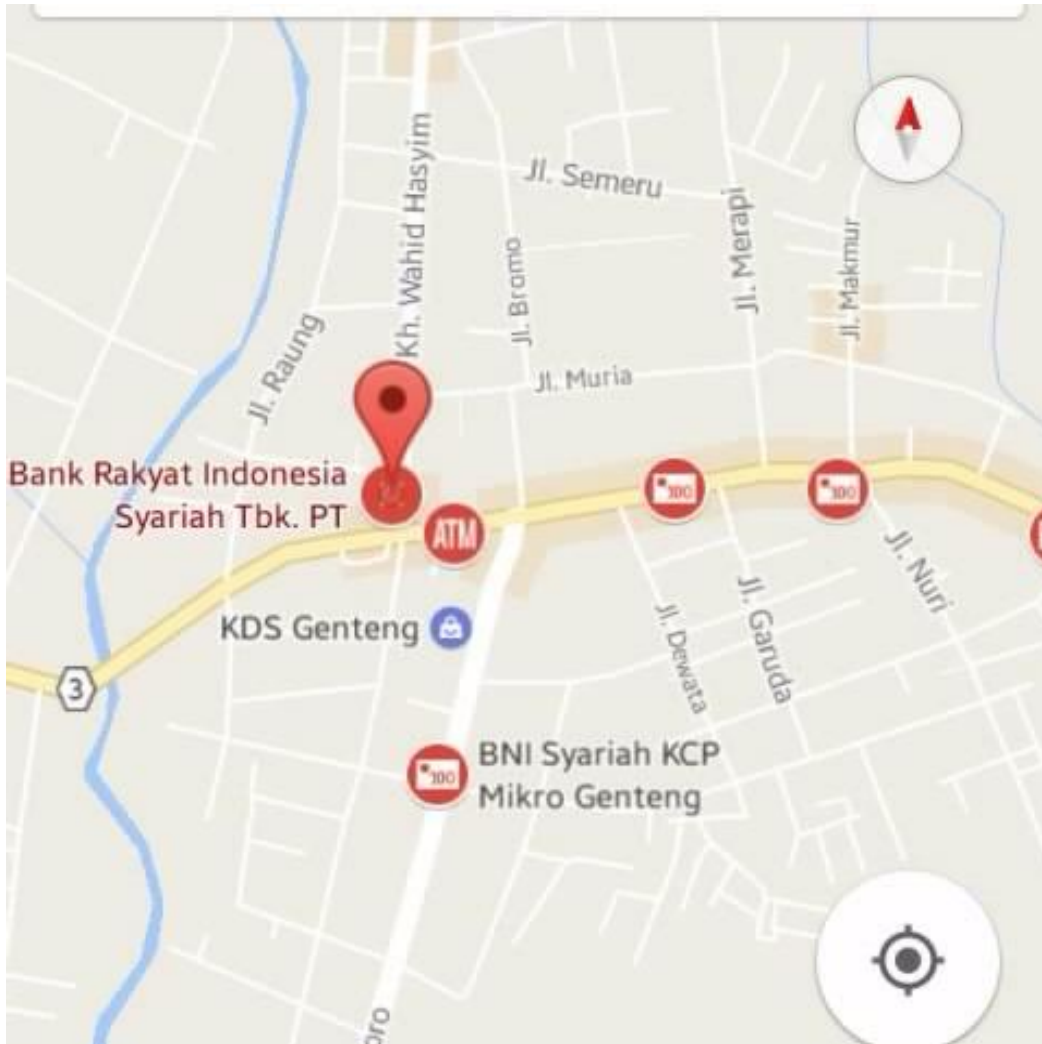 Jl. Semeru
Kh. Wahid Hasyim
Jl. Merapi
Jl. Makmur
Jl. Bromo
Jl. Raung
Jl. Muria
Bank Rakyat Indonesia
Syariah Tbk. PT
100
100
ATM
Jl. Nuri
Jl. Garuda
Jl. Dewata
KDS Genteng
3
BNI Syariah KCP
Mikro Genteng
100